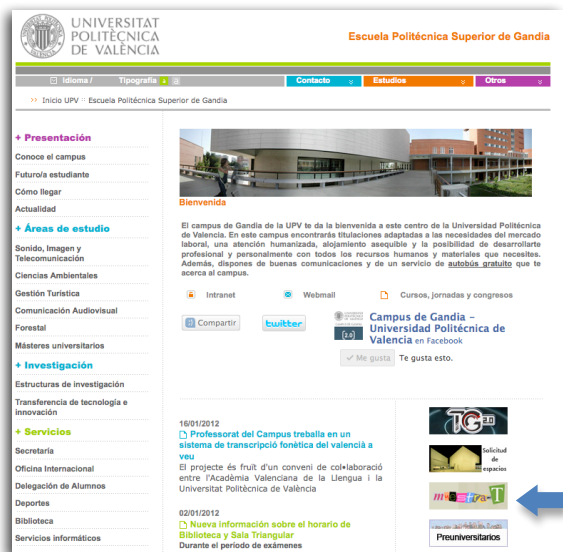 UNIVERSITAT
POLITÈCNICA
DE VALÈNCIA
Escuela Politécnica Superior de Gandia
Idioma / Tipografía
Contacto
Estudios
Otros
>> Inicio UPV :: Escuela Politécnica Superior de Gandia
+ Presentación
Conoce el campus
Futuro/a estudiante
Cómo llegar
Actualidad
+ Áreas de estudio
Sonido, Imagen y
Telecomunicación
Ciencias Ambientales
Gestión Turística
Comunicación Audiovisual
Forestal
Másteres universitarios
+ Investigación
Estructuras de investigación
Transferencia de tecnología e
innovación
+ Servicios
Secretaría
Oficina Internacional
Delegación de Alumnos
Deportes
Biblioteca
Servicios informáticos
Bienvenida
El campus de Gandia de la UPV te da la bienvenida a este centro de la Universidad Politécnica
de Valencia. En este campus encontrarás titulaciones adaptadas a las necesidades del mercado
laboral, una atención humanizada, alojamiento asequible y la posibilidad de desarrollarte
profesional y personalmente con todos los recursos humanos y materiales que necesites.
Además, dispones de buenas comunicaciones y de un servicio de autobús gratuito que te
acerca al campus.
Intranet
Webmail
Cursos, jornadas y congresos
Compartir
twitter
{2.0}
Campus de Gandia –
Universidad Politécnica de
Valencia en Facebook
Me gusta
Te gusta esto.
16/01/2012
Professorat del Campus treballa en un
sistema de transcripció fonètica del valencià a
veu
El projecte és fruït d'un conveni de col•laboració
entre l'Acadèmia Valenciana de la Llengua i la
Universitat Politècnica de València
02/01/2012
Nueva información sobre el horario de
Biblioteca y Sala Triangular
Durante el periodo de exámenes
Solicitud
de
espacios
mostra-T
Preuniversitarios